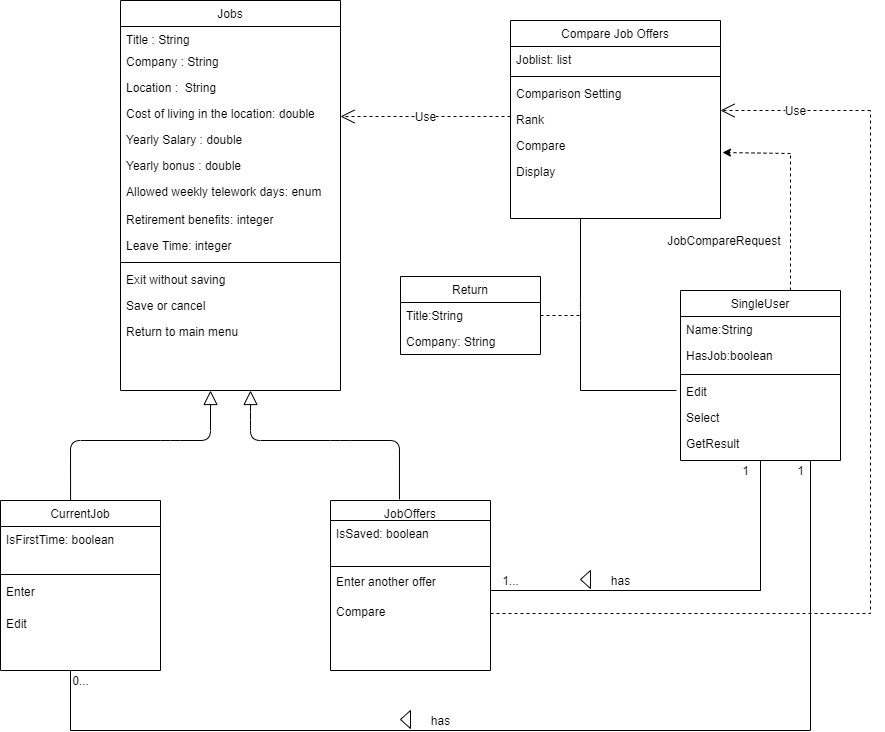 Jobs
Title : String
Company : String
Location :  String
Cost of living in the location: double
Yearly Salary : double
Yearly bonus : double
Allowed weekly telework days: enum
Retirement benefits: integer
Leave Time: integer
Exit without saving
Save or cancel
Return to main menu
Compare Job Offers
Joblist: list
Comparison Setting
Rank
Compare
Display
Use
Use
JobCompareRequest
Return
Title:String
Company: String
SingleUser
Name:String
HasJob:boolean
Edit
Select
GetResult
1
1
CurrentJob
IsFirstTime: boolean
Enter
Edit
JobOffers
IsSaved: boolean
Enter another offer
Compare
1...
has
0...
has